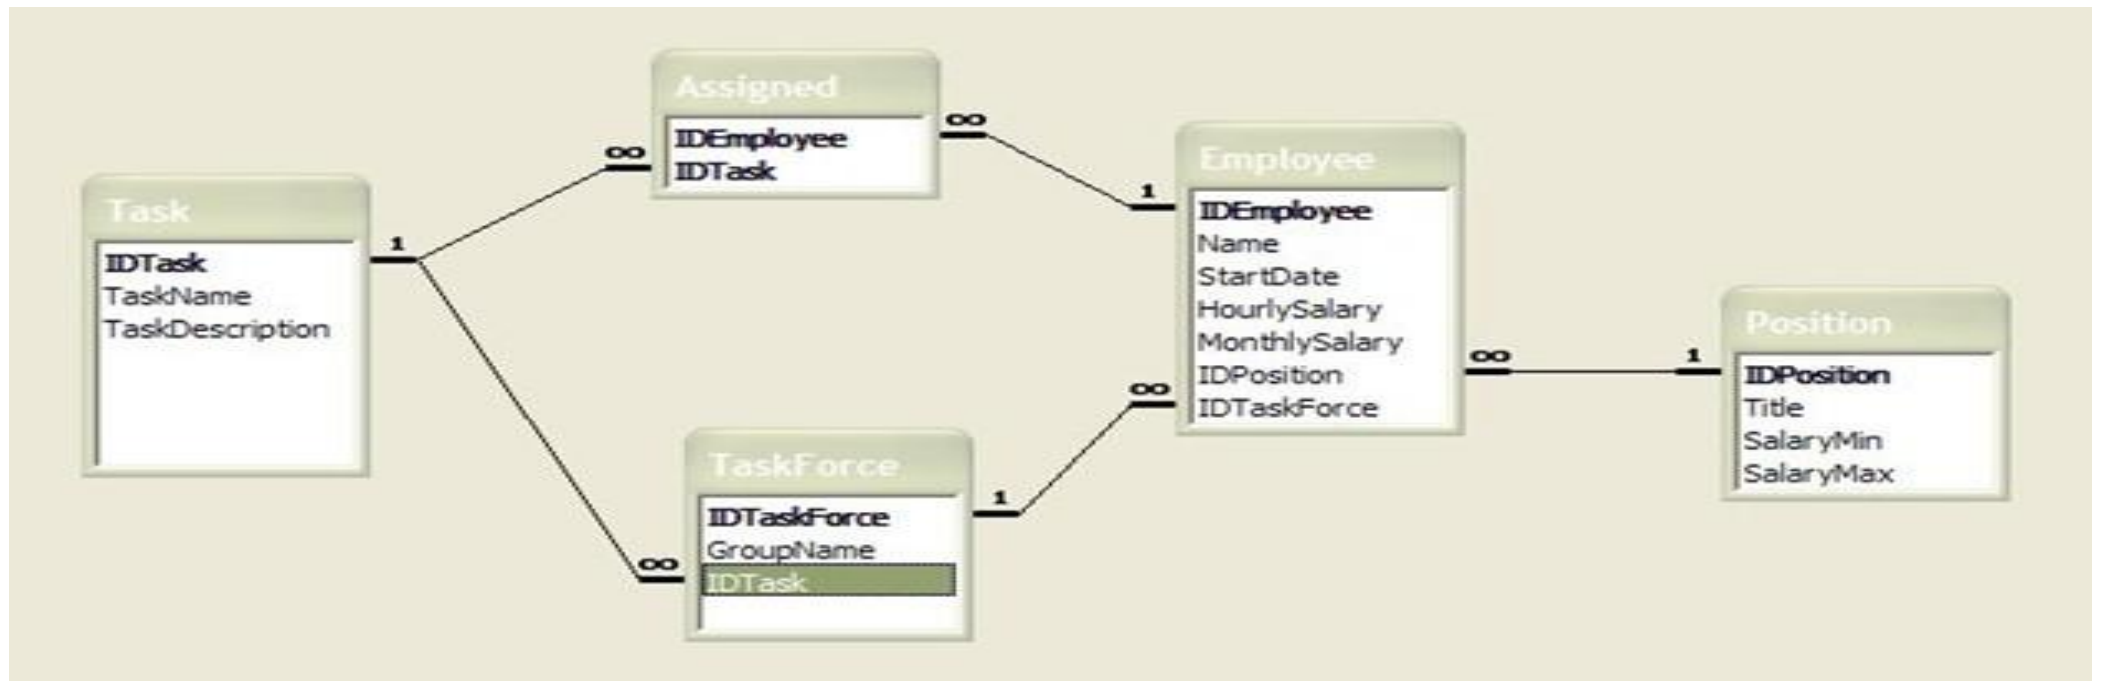 Task
IDTask
TaskName
TaskDescription
1
∞
∞
Assigned
IDEmployee
IDTask
∞
1
TaskForce
IDTaskForce
GroupName
IDTask
1
∞
Employee
IDEmployee
Name
StartDate
HourlySalary
MonthlySalary
IDPosition
IDTaskForce
∞
1
Position
IDPosition
Title
SalaryMin
SalaryMax